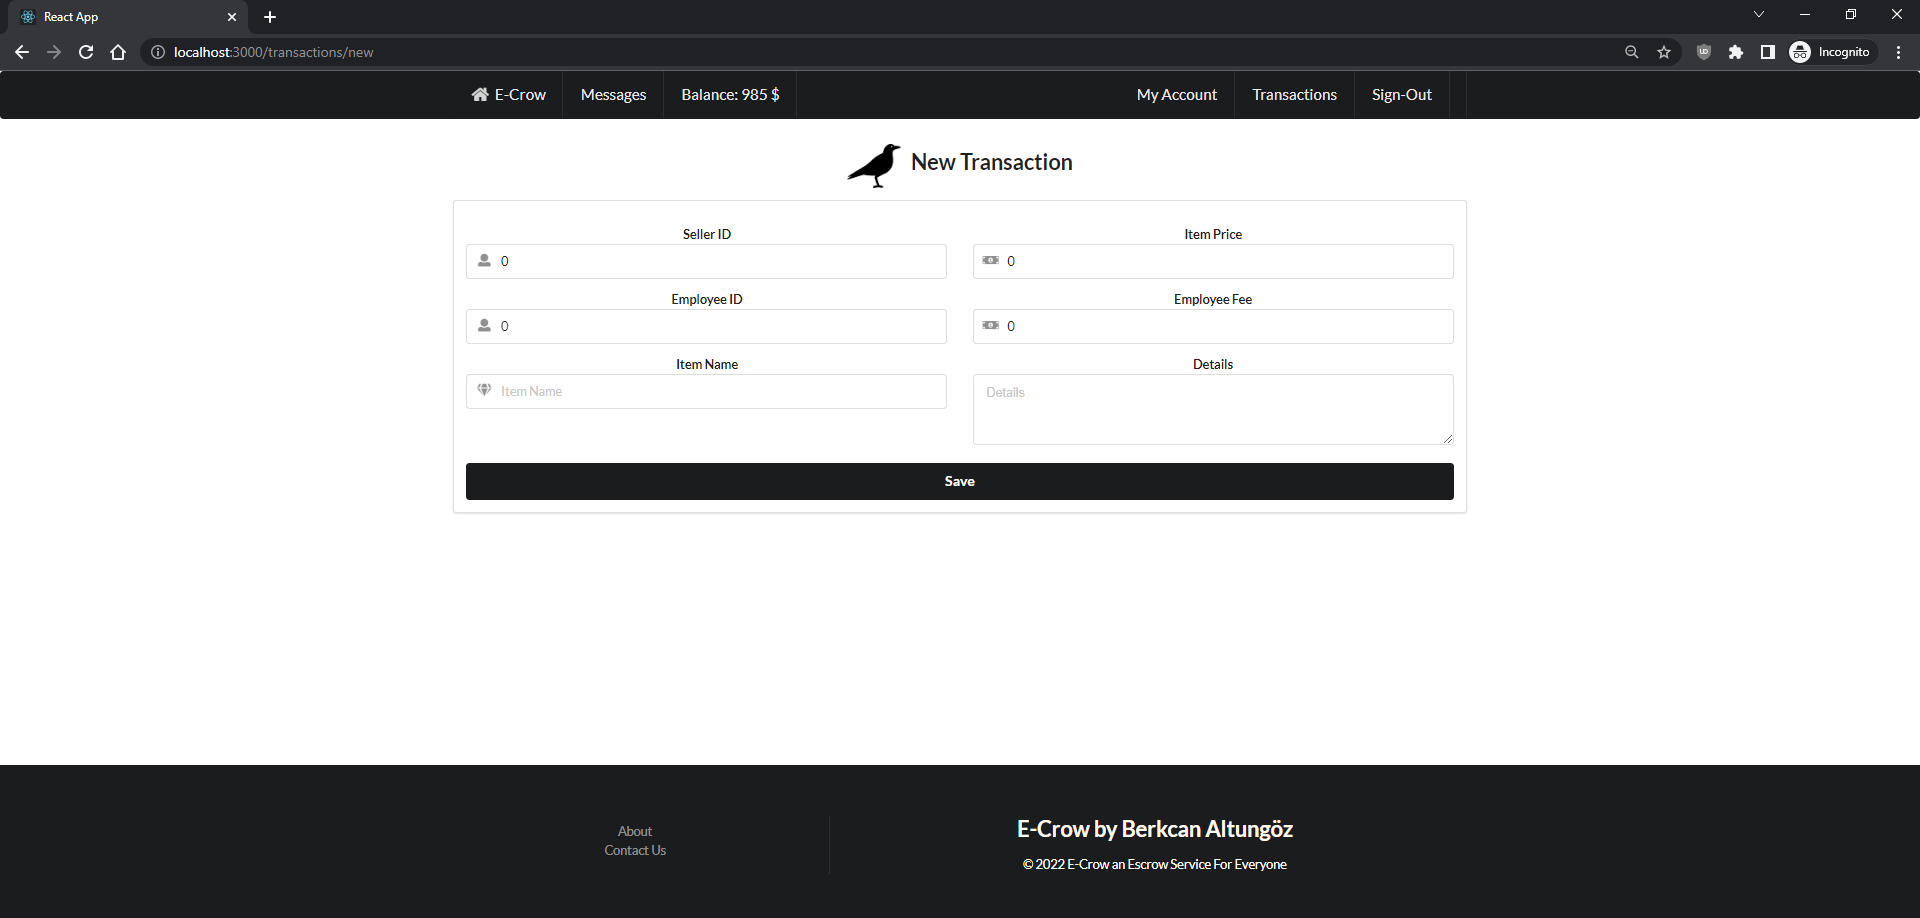 React App
localhost:3000/transactions/new
Incognito
E-Crow
Messages
Balance: 985 $
My Account
Transactions
Sign-Out
New Transaction
Seller ID
0
Item Price
0
Employee ID
0
Employee Fee
0
Item Name
Item Name
Details
Details
Save
About
Contact Us
E-Crow by Berkcan Altungöz
© 2022 E-Crow an Escrow Service For Everyone